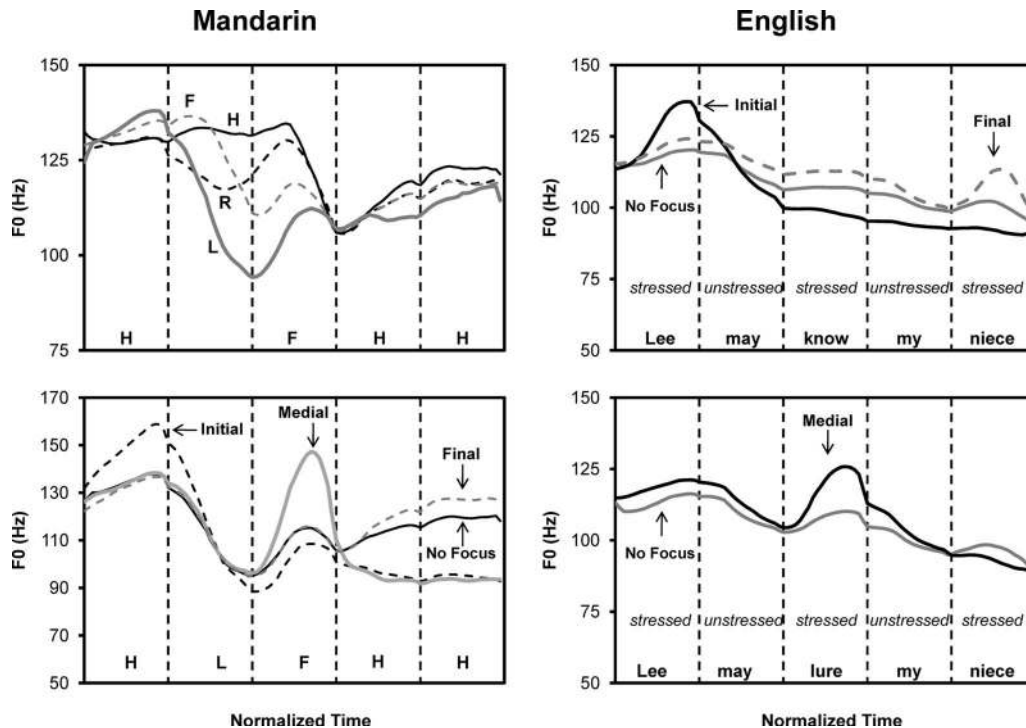 Mandarin
English
150
125
100
75
F0 (Hz)
F
H
R
L
H
F
H
H
150
125
100
75
50
F0 (Hz)
Initial
Final
No Focus
stressed unstressed stressed unstressed stressed
Lee may know my niece
170
150
130
110
90
70
50
F0 (Hz)
Initial
Medial
Final
No Focus
H L F H H
Normalized Time
150
125
100
75
50
F0 (Hz)
Medial
No Focus
stressed unstressed stressed unstressed stressed
Lee may lure my niece
Normalized Time